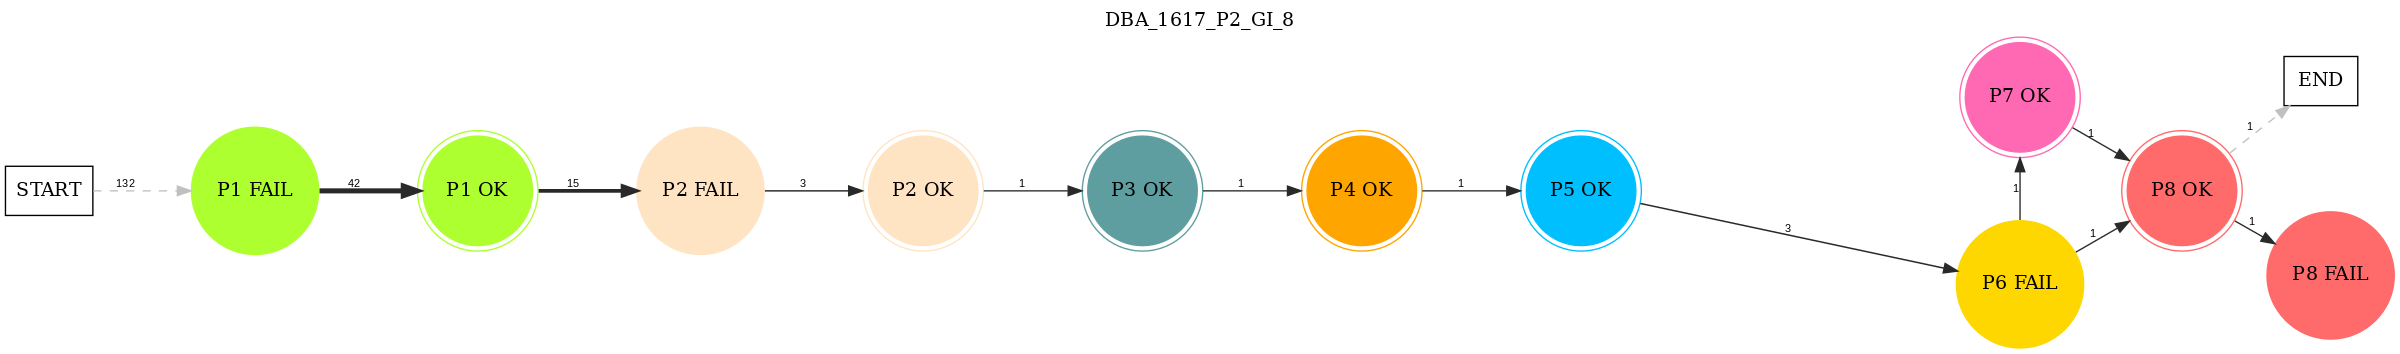 DBA_1617_P2_GI_8
START
132
P1 FAIL
42
P1 OK
15
P2 FAIL
3
P2 OK
1
P3 OK
1
P4 OK
1
P5 OK
3
P6 FAIL
1
1
P7 OK
1
P8 OK
1
1
END
P8 FAIL